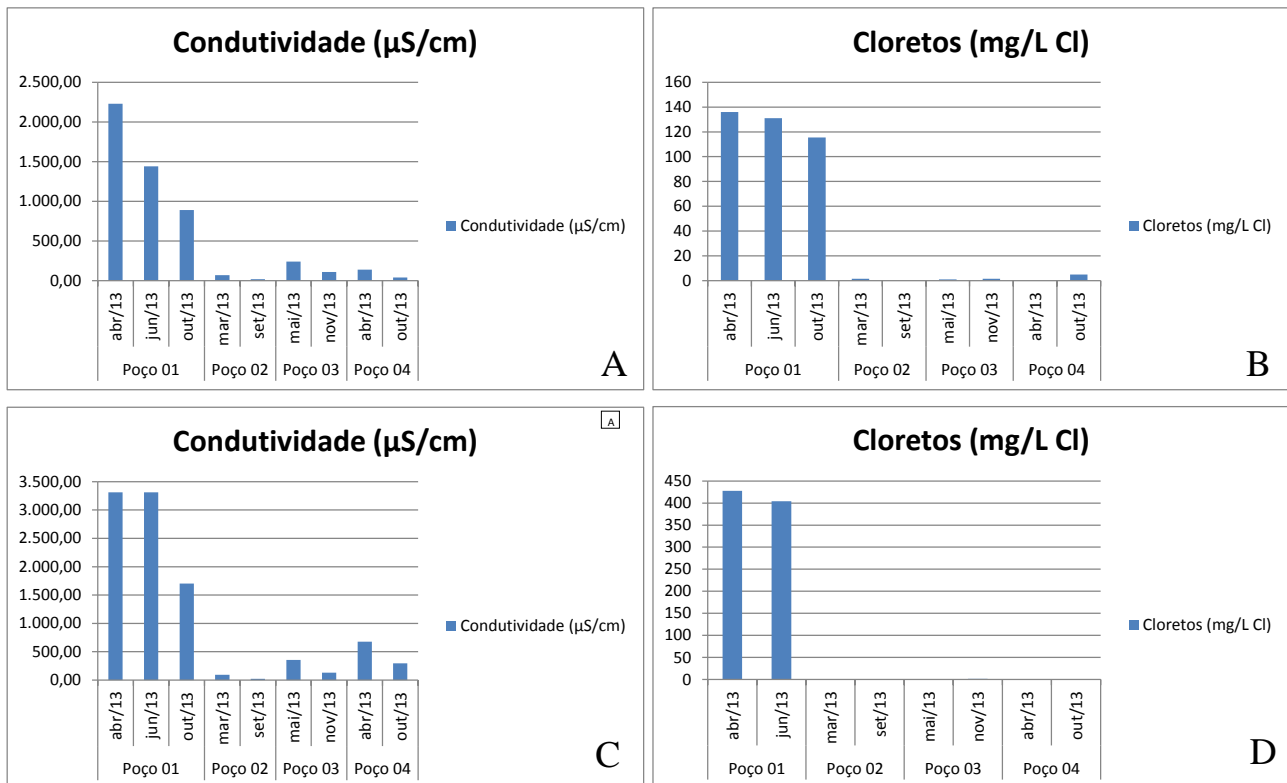 Condutividade (µS/cm)
2.500,00
2.000,00
1.500,00
1.000,00
500,00
0,00
abr/13
jun/13
out/13
mar/13
set/13
mai/13
nov/13
abr/13
out/13
Poço 01
Poço 02
Poço 03
Poço 04
Condutividade (µS/cm)
A
Cloretos (mg/L Cl)
160
140
120
100
80
60
40
20
0
abr/13
jun/13
out/13
mar/13
set/13
mai/13
nov/13
abr/13
out/13
Poço 01
Poço 02
Poço 03
Poço 04
Cloretos (mg/L Cl)
B
Condutividade (µS/cm)
A
3.500,00
3.000,00
2.500,00
2.000,00
1.500,00
1.000,00
500,00
0,00
abr/13
jun/13
out/13
mar/13
set/13
mai/13
nov/13
abr/13
out/13
Poço 01
Poço 02
Poço 03
Poço 04
Condutividade (µS/cm)
C
Cloretos (mg/L Cl)
450
400
350
300
250
200
150
100
50
0
abr/13
jun/13
mar/13
set/13
mai/13
nov/13
abr/13
out/13
Poço 01
Poço 02
Poço 03
Poço 04
Cloretos (mg/L Cl)
D